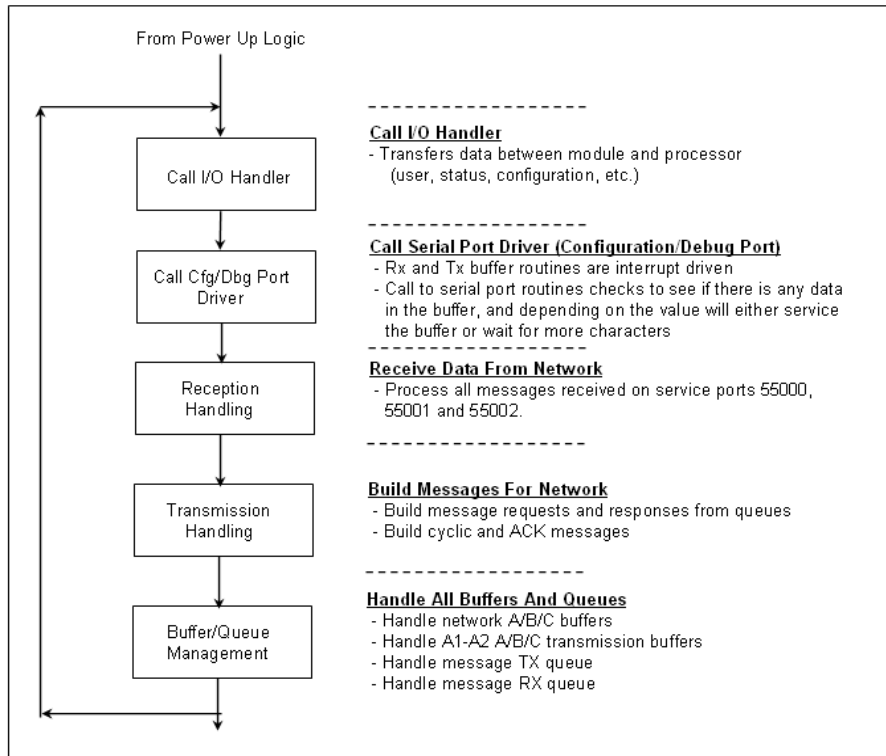 From Power Up Logic
Call I/O Handler
Call I/O Handler
- Transfers data between module and processor
(user, status, configuration, etc.)
Call Cfg/Dbg Port
Driver
Call Serial Port Driver (Configuration/Debug Port)
- Rx and Tx buffer routines are interrupt driven
- Call to serial port routines checks to see if there is any data
in the buffer, and depending on the value will either service
the buffer or wait for more characters
Reception
Handling
Receive Data From Network
- Process all messages received on service ports 55000,
55001 and 55002.
Transmission
Handling
Build Messages For Network
- Build message requests and responses from queues
- Build cyclic and ACK messages
Buffer/Queue
Management
Handle All Buffers And Queues
- Handle network A/B/C buffers
- Handle A1-A2 A/B/C transmission buffers
- Handle message TX queue
- Handle message RX queue